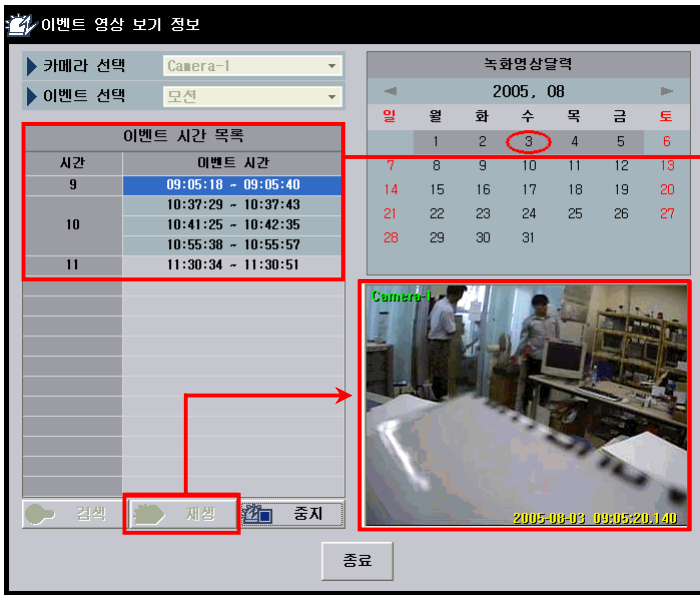 이벤트 영상 보기 정보
카메라 선택 Camera-1
이벤트 선택 모션
이벤트 시간 목록
시간 이벤트 시간
9 09:05:18 ~ 09:05:40
10:37:29 ~ 10:37:43
10 10:41:25 ~ 10:42:35
10:55:38 ~ 10:55:57
11 11:30:34 ~ 11:30:51
검색 재생 중지
녹화영상달력
2005, 08
일 월 화 수 목 금 토
1 2 3 4 5 6
7 8 9 10 11 12 13
14 15 16 17 18 19 20
21 22 23 24 25 26 27
28 29 30 31
Camera-1
2005-08-03 09:05:20.140
종료